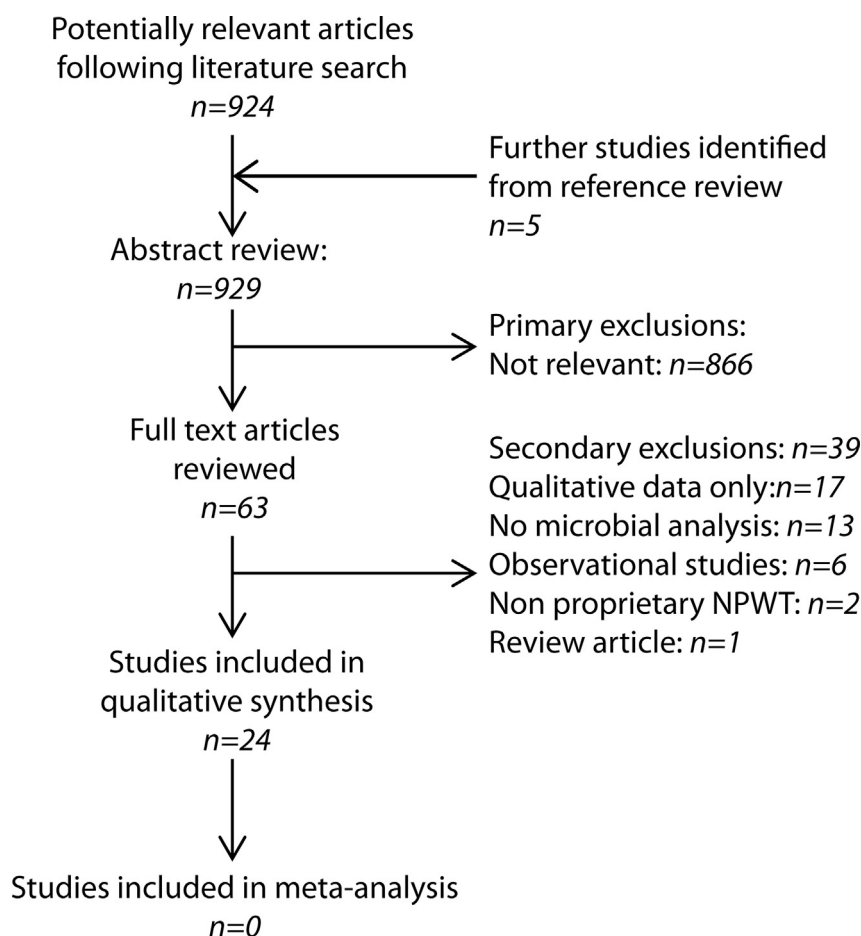 Potentially relevant articles
following literature search
n=924
Further studies identified
from reference review
n=5
Abstract review:
n=929
Primary exclusions:
Not relevant: n=866
Full text articles
reviewed
n=63
Secondary exclusions: n=39
Qualitative data only:n=17
No microbial analysis: n=13
Observational studies: n=6
Non proprietary NPWT: n=2
Review article: n=1
Studies included in
qualitative synthesis
n=24
Studies included in meta-analysis
n=0